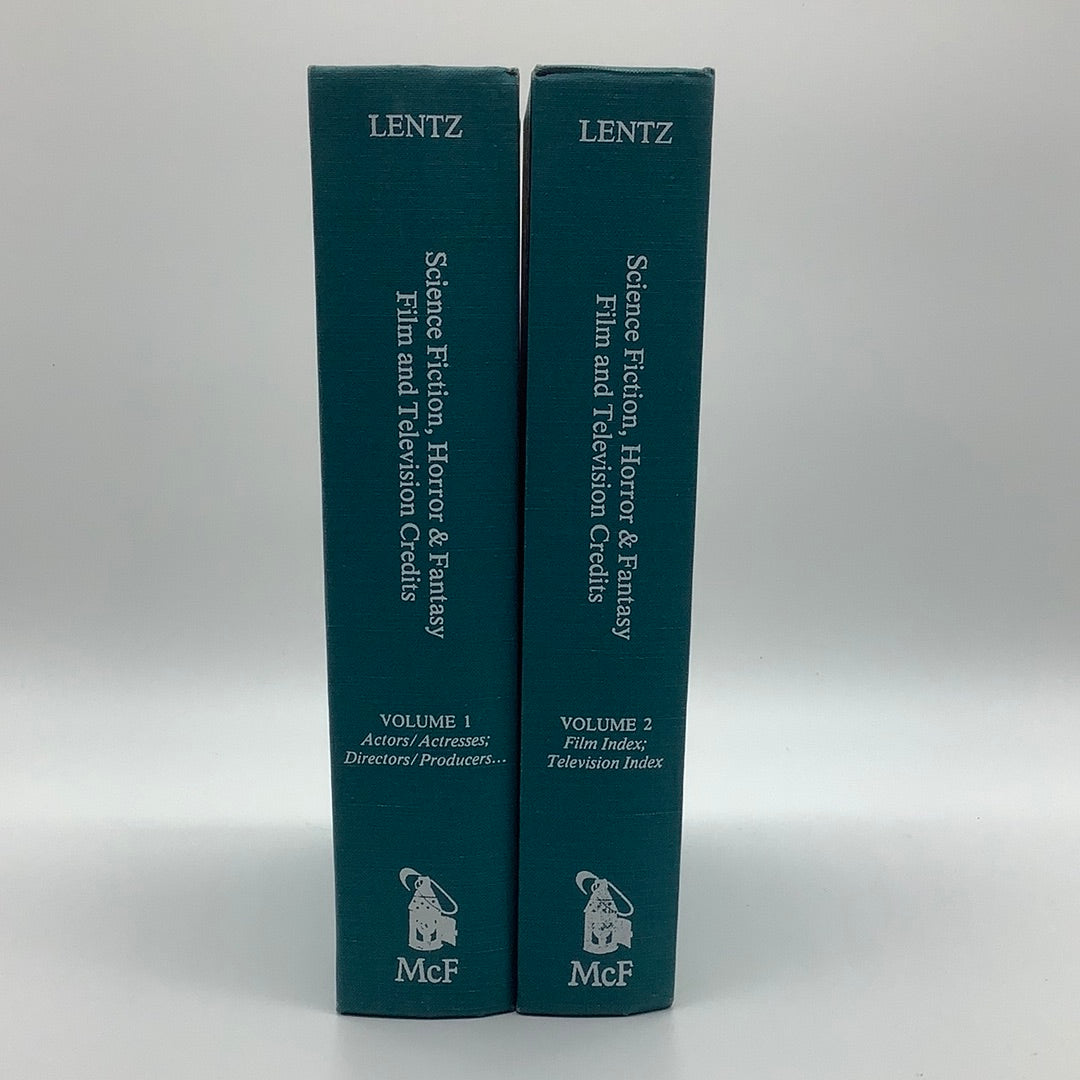 LENTZ
Science Fiction, Horror & Fantasy
Film and Television Credits
VOLUME 1
Actors/Actresses;
Directors/Producers...
McF
LENTZ
Science Fiction, Horror & Fantasy
Film and Television Credits
VOLUME 2
Film Index;
Television Index
McF